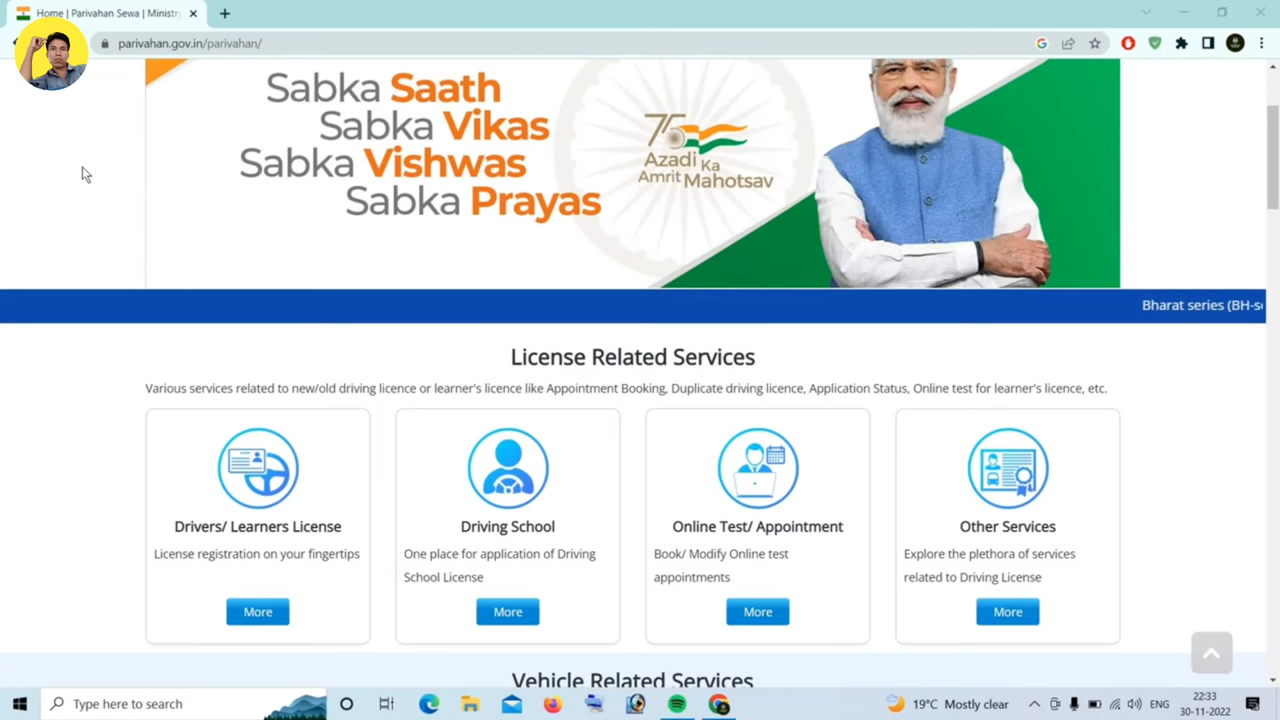 Home | Parivahan Sewa | Ministry
parivahan.gov.in/parivahan/
Sabka Saath
Sabka Vikas
Sabka Vishwas
Sabka Prayas
75
Azadi Ka
Amrit Mahotsav
Bharat series (BH-se
License Related Services
Various services related to new/old driving licence or learner's licence like Appointment Booking, Duplicate driving licence, Application Status, Online test for learner's licence, etc.
Drivers/ Learners License
License registration on your fingertips
More
Driving School
One place for application of Driving
School License
More
Online Test/ Appointment
Book/ Modify Online test
appointments
More
Other Services
Explore the plethora of services
related to Driving License
More
Vehicle Related Services
Type here to search
19°C Mostly clear
ENG
22:33
30-11-2022